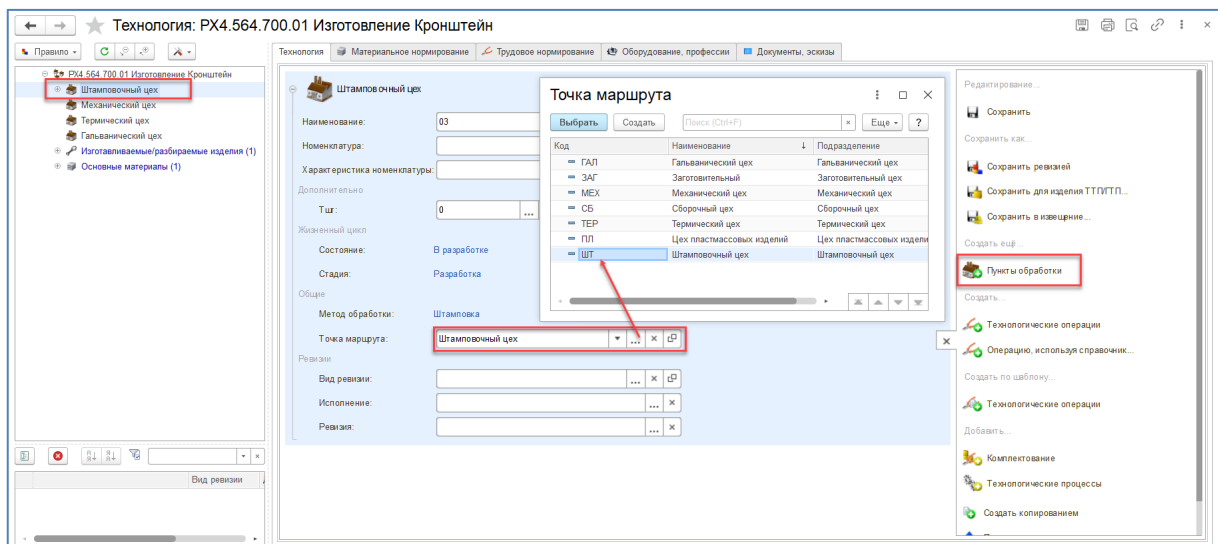 Технология: РХ4.564.700.01 Изготовление Кронштейн
Правило
Технология
Материальное нормирование
Трудовое нормирование
Оборудование, профессии
Документы, эскизы
РХ4.564.700.01 Изготовление Кронштейн
Штамповочный цех
Механический цех
Термический цех
Гальванический цех
Изготавливаемые/разбираемые изделия (1)
Основные материалы (1)
Вид ревизии
Штамповочный цех
Наименование:
03
Номенклатура:
Характеристика номенклатуры:
Дополнительно
Тшт:
0
...
Жизненный цикл
Состояние:
В разработке
Стадия:
Разработка
Общие
Метод обработки:
Штамповка
Точка маршрута:
Штамповочный цех
...
Ревизии
Вид ревизии:
...
Исполнение:
...
Ревизия:
...
Точка маршрута
Выбрать
Создать
Поиск (Ctrl+F)
×
Еще
?
Код
Наименование
↓
Подразделение
ГАЛ
Гальванический цех
Гальванический цех
ЗАГ
Заготовительный
Заготовительный цех
МЕХ
Механический цех
Механический цех
СБ
Сборочный цех
Сборочный цех
ТЕР
Термический цех
Термический цех
ПЛ
Цех пластмассовых изделий
Цех пластмассовых издели
ШТ
Штамповочный цех
Штамповочный цех
Редактирование...
Сохранить
Сохранить как...
Сохранить ревизией
Сохранить для изделия ТТП/ГТП...
Сохранить в извещение...
Создать ещё...
Пункты обработки
Создать...
Технологические операции
Операцию, используя справочник...
Создать по шаблону...
Технологические операции
Добавить...
Комплектование
Технологические процессы
Создать копированием